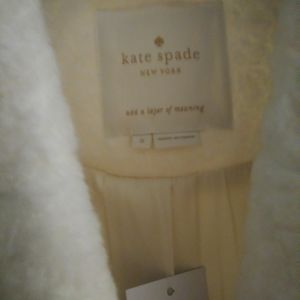 kate spade
NEW YORK
add a layer of meaning